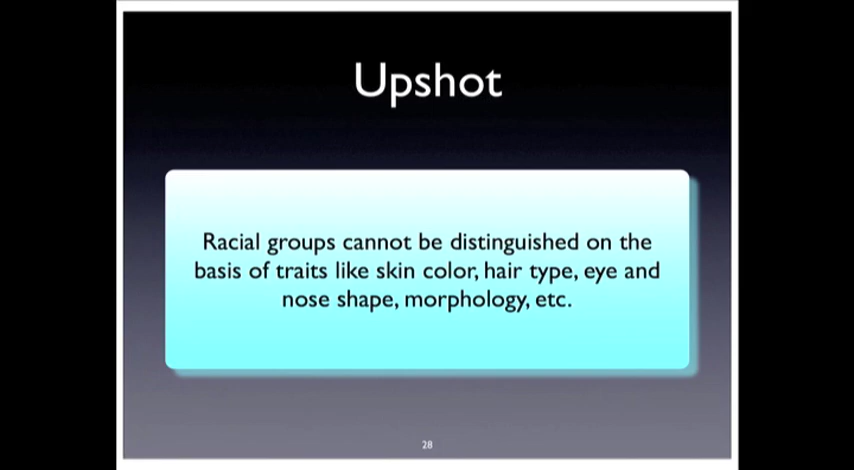 Upshot
Racial groups cannot be distinguished on the
basis of traits like skin color, hair type, eye and
nose shape, morphology, etc.
28